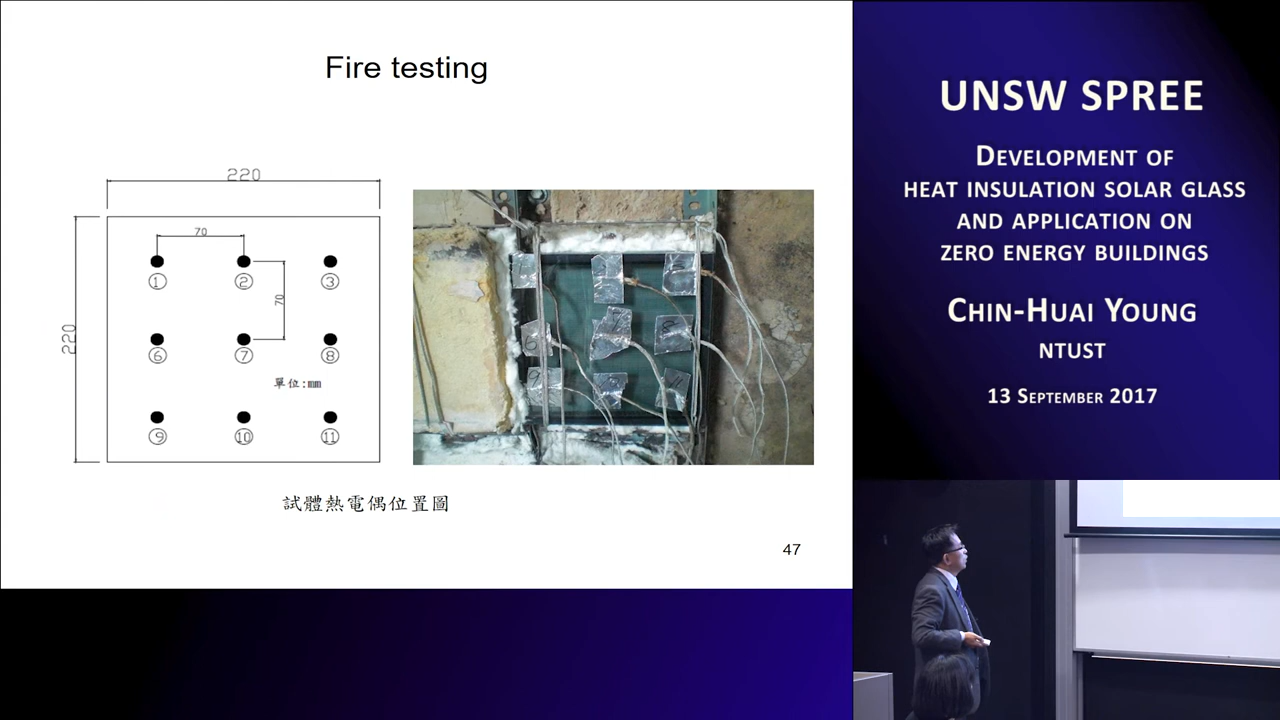 Fire testing
220
70
① ② ③
70
220
⑥ ⑦ ⑧
單位:mm
⑨ ⑩ ⑪
試體熱電偶位置圖
47
UNSW SPREE
DEVELOPMENT OF
HEAT INSULATION SOLAR GLASS
AND APPLICATION ON
ZERO ENERGY BUILDINGS
CHIN-HUAI YOUNG
NTUST
13 SEPTEMBER 2017